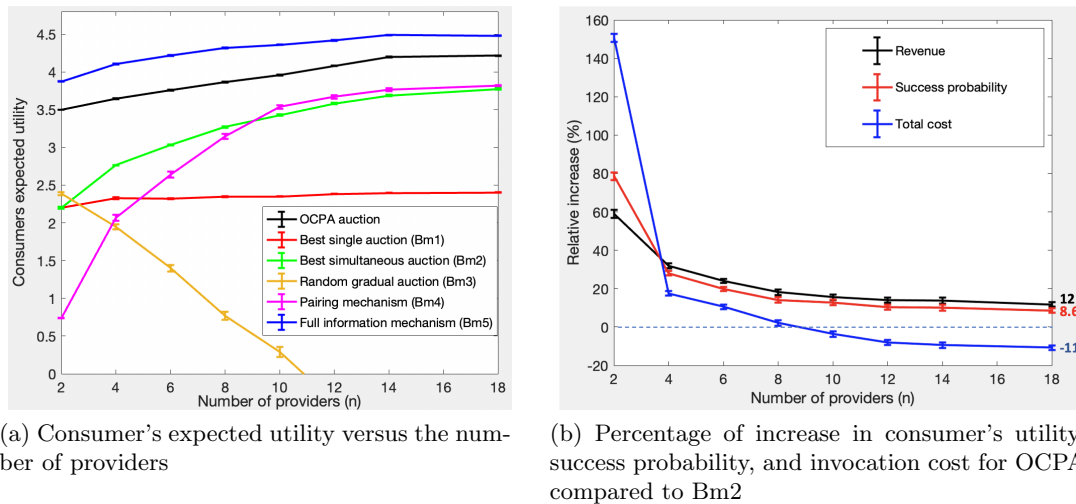 4.5
4
3.5
3
2.5
2
1.5
1
0.5
0
Consumers expected utility
OCPA auction
Best single auction (Bm1)
Best simultaneous auction (Bm2)
Random gradual auction (Bm3)
Pairing mechanism (Bm4)
Full information mechanism (Bm5)
2 4 6 8 10 12 14 18
Number of providers (n)
(a) Consumer's expected utility versus the num-
ber of providers
160
140
120
100
80
60
40
20
0
-20
Relative increase (%)
Revenue
Success probability
Total cost
12
8.6
-11
2 4 6 8 10 12 14 18
Number of providers (n)
(b) Percentage of increase in consumer's utility
success probability, and invocation cost for OCPA
compared to Bm2